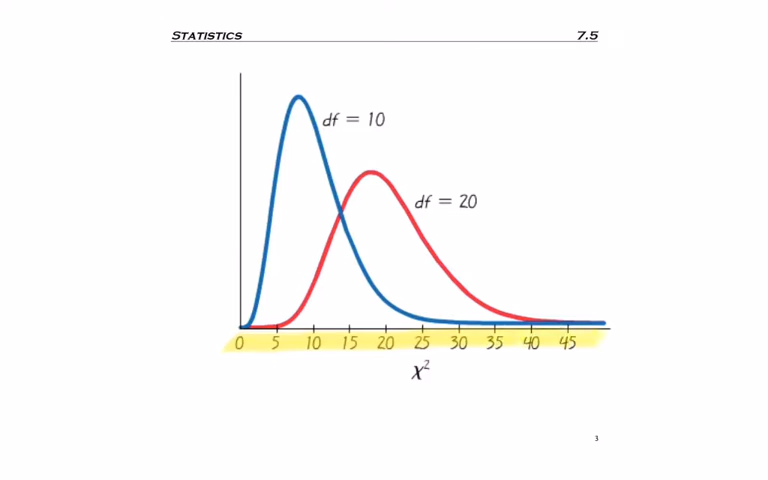 STATISTICS 7.5
df = 10
df = 20
0 5 10 15 20 25 30 35 40 45
χ²
3